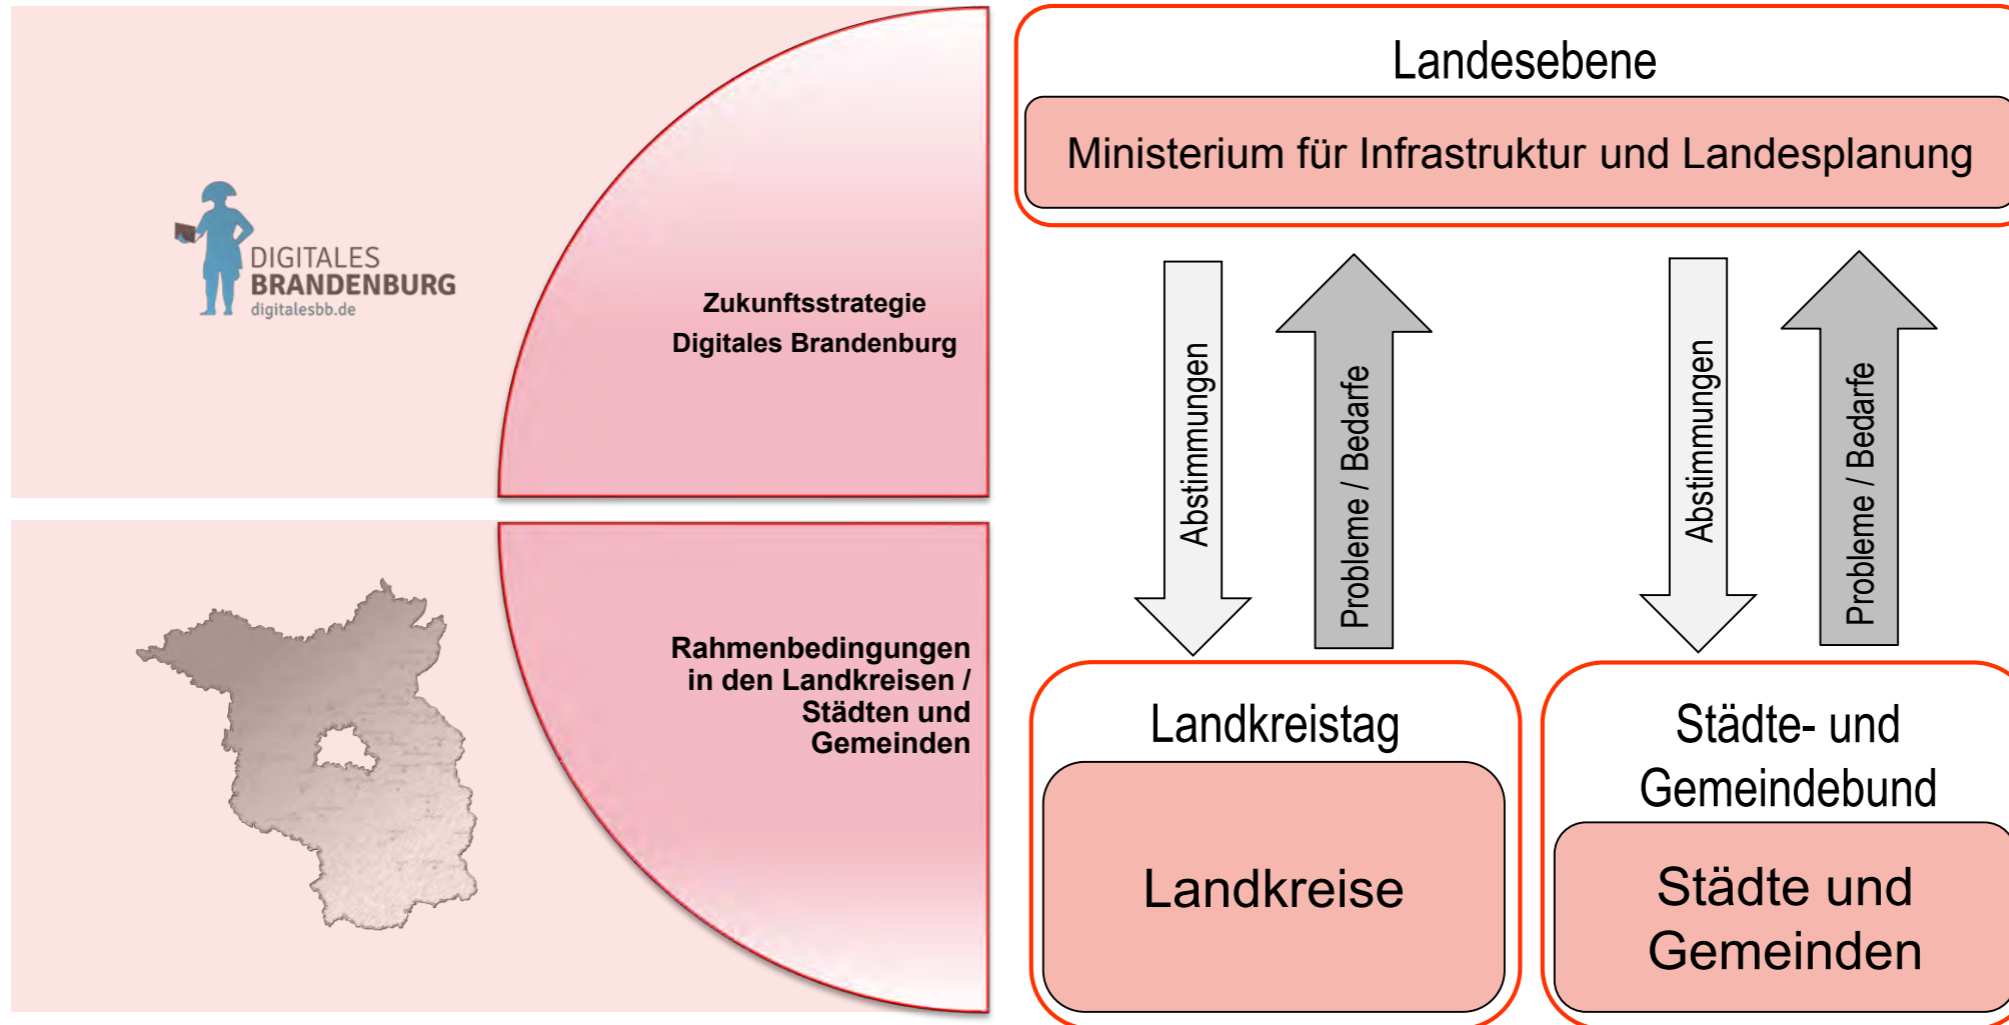 DIGITALES
BRANDENBURG
digitalesbb.de
Zukunftsstrategie
Digitales Brandenburg
Rahmenbedingungen
in den Landkreisen /
Städten und
Gemeinden
Landesebene
Ministerium für Infrastruktur und Landesplanung
Abstimmungen
Probleme / Bedarfe
Abstimmungen
Probleme / Bedarfe
Landkreistag
Landkreise
Städte- und
Gemeindebund
Städte und
Gemeinden